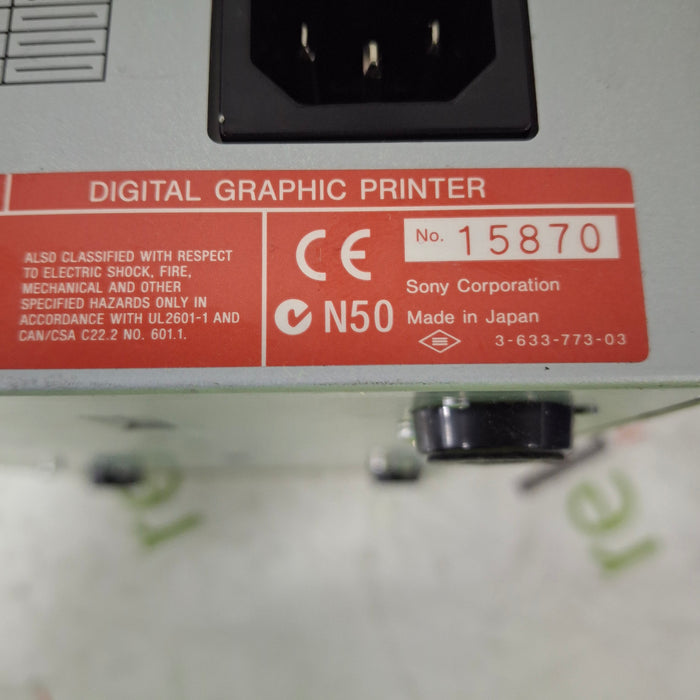 DIGITAL GRAPHIC PRINTER
ALSO CLASSIFIED WITH RESPECT
TO ELECTRIC SHOCK, FIRE,
MECHANICAL AND OTHER
SPECIFIED HAZARDS ONLY IN
ACCORDANCE WITH UL2601-1 AND
CAN/CSA C22.2 NO. 601.1.
CE
N50
No. 15870
Sony Corporation
Made in Japan
3-633-773-03
re
re